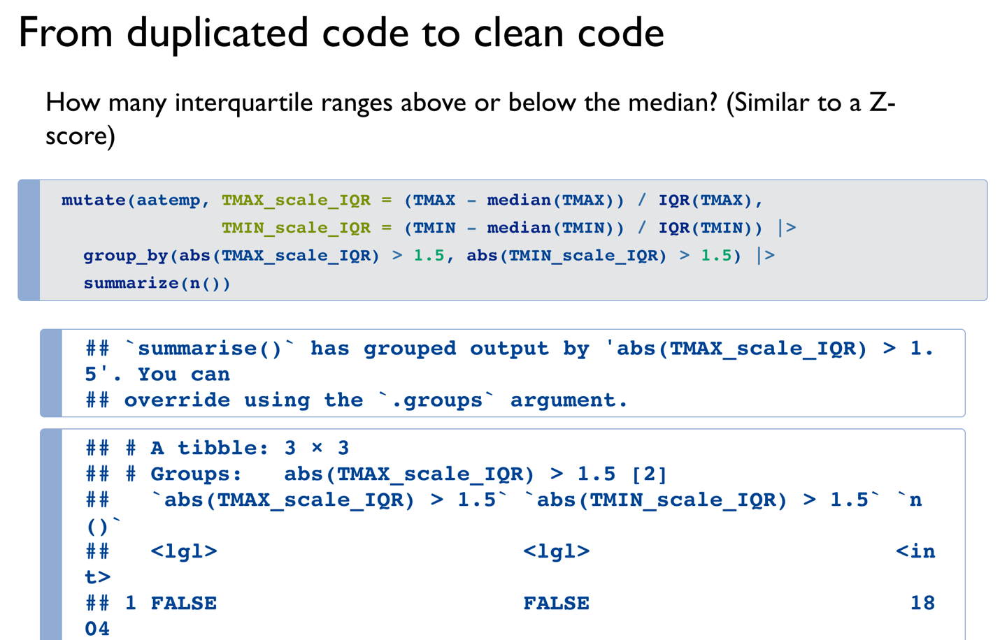 From duplicated code to clean code
How many interquartile ranges above or below the median? (Similar to a Z-
score)
mutate(aatemp, TMAX_scale_IQR = (TMAX - median(TMAX)) / IQR(TMAX),
TMIN_scale_IQR = (TMIN - median(TMIN)) / IQR(TMIN)) |>
group_by(abs(TMAX_scale_IQR) > 1.5, abs(TMIN_scale_IQR) > 1.5) |>
summarize(n())
## `summarise()` has grouped output by 'abs(TMAX_scale_IQR) > 1.
5'. You can
## override using the `.groups` argument.
## # A tibble: 3 × 3
## # Groups:   abs(TMAX_scale_IQR) > 1.5 [2]
##   `abs(TMAX_scale_IQR) > 1.5` `abs(TMIN_scale_IQR) > 1.5` `n
()`
##   <lgl>                       <lgl>                       <in
t>
## 1 FALSE                       FALSE                        18
04